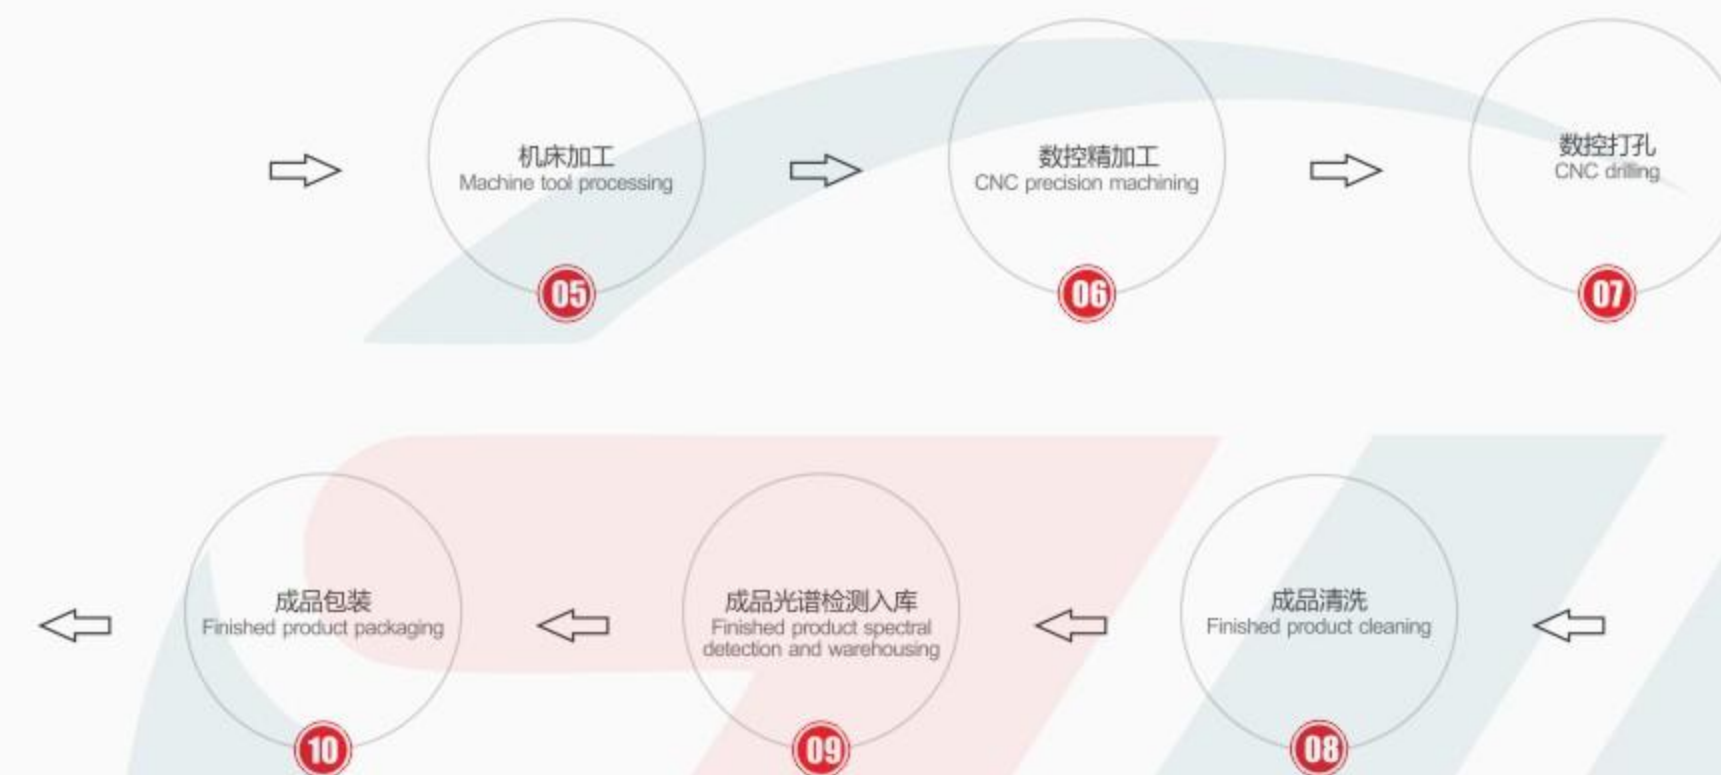 机床加工
Machine tool processing
05
数控精加工
CNC precision machining
06
数控打孔
CNC drilling
07
成品包装
Finished product packaging
10
成品光谱检测入库
Finished product spectral
detection and warehousing
09
成品清洗
Finished product cleaning
08